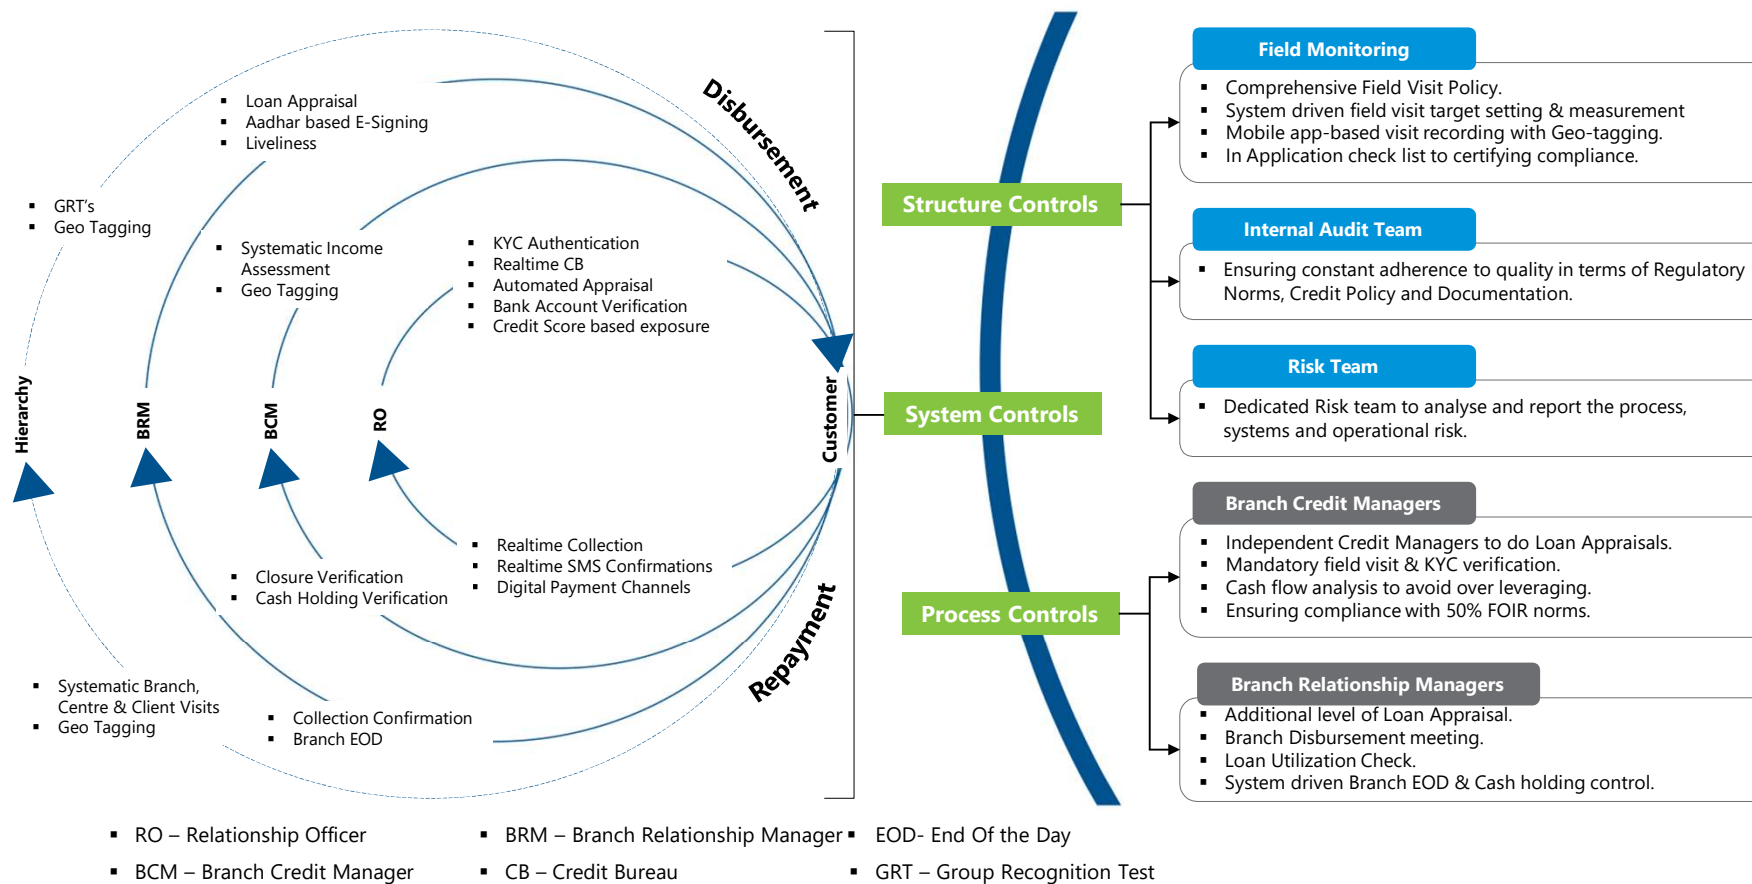 Disbursement
Loan Appraisal
Aadhar based E-Signing
Liveliness
GRT's
Geo Tagging
Systematic Income
Assessment
Geo Tagging
KYC Authentication
Realtime CB
Automated Appraisal
Bank Account Verification
Credit Score based exposure
Hierarchy
BRM
BCM
RO
Customer
Realtime Collection
Realtime SMS Confirmations
Digital Payment Channels
Closure Verification
Cash Holding Verification
Systematic Branch,
Centre & Client Visits
Geo Tagging
Collection Confirmation
Branch EOD
Repayment
Structure Controls
System Controls
Process Controls
Field Monitoring
Comprehensive Field Visit Policy.
System driven field visit target setting & measurement
Mobile app-based visit recording with Geo-tagging.
In Application check list to certifying compliance.
Internal Audit Team
Ensuring constant adherence to quality in terms of Regulatory
Norms, Credit Policy and Documentation.
Risk Team
Dedicated Risk team to analyse and report the process,
systems and operational risk.
Branch Credit Managers
Independent Credit Managers to do Loan Appraisals.
Mandatory field visit & KYC verification.
Cash flow analysis to avoid over leveraging.
Ensuring compliance with 50% FOIR norms.
Branch Relationship Managers
Additional level of Loan Appraisal.
Branch Disbursement meeting.
Loan Utilization Check.
System driven Branch EOD & Cash holding control.
RO – Relationship Officer
BRM – Branch Relationship Manager
EOD- End Of the Day
BCM – Branch Credit Manager
CB – Credit Bureau
GRT – Group Recognition Test